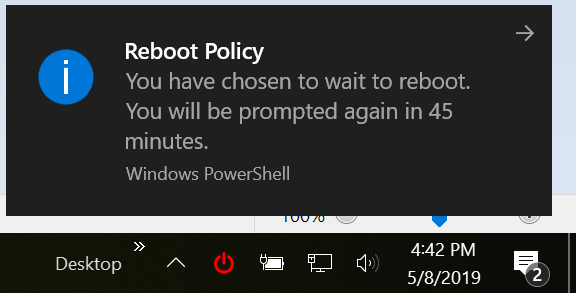 Reboot Policy
You have chosen to wait to reboot.
You will be prompted again in 45
minutes.
Windows PowerShell
100%
Desktop
4:42 PM
5/8/2019
2